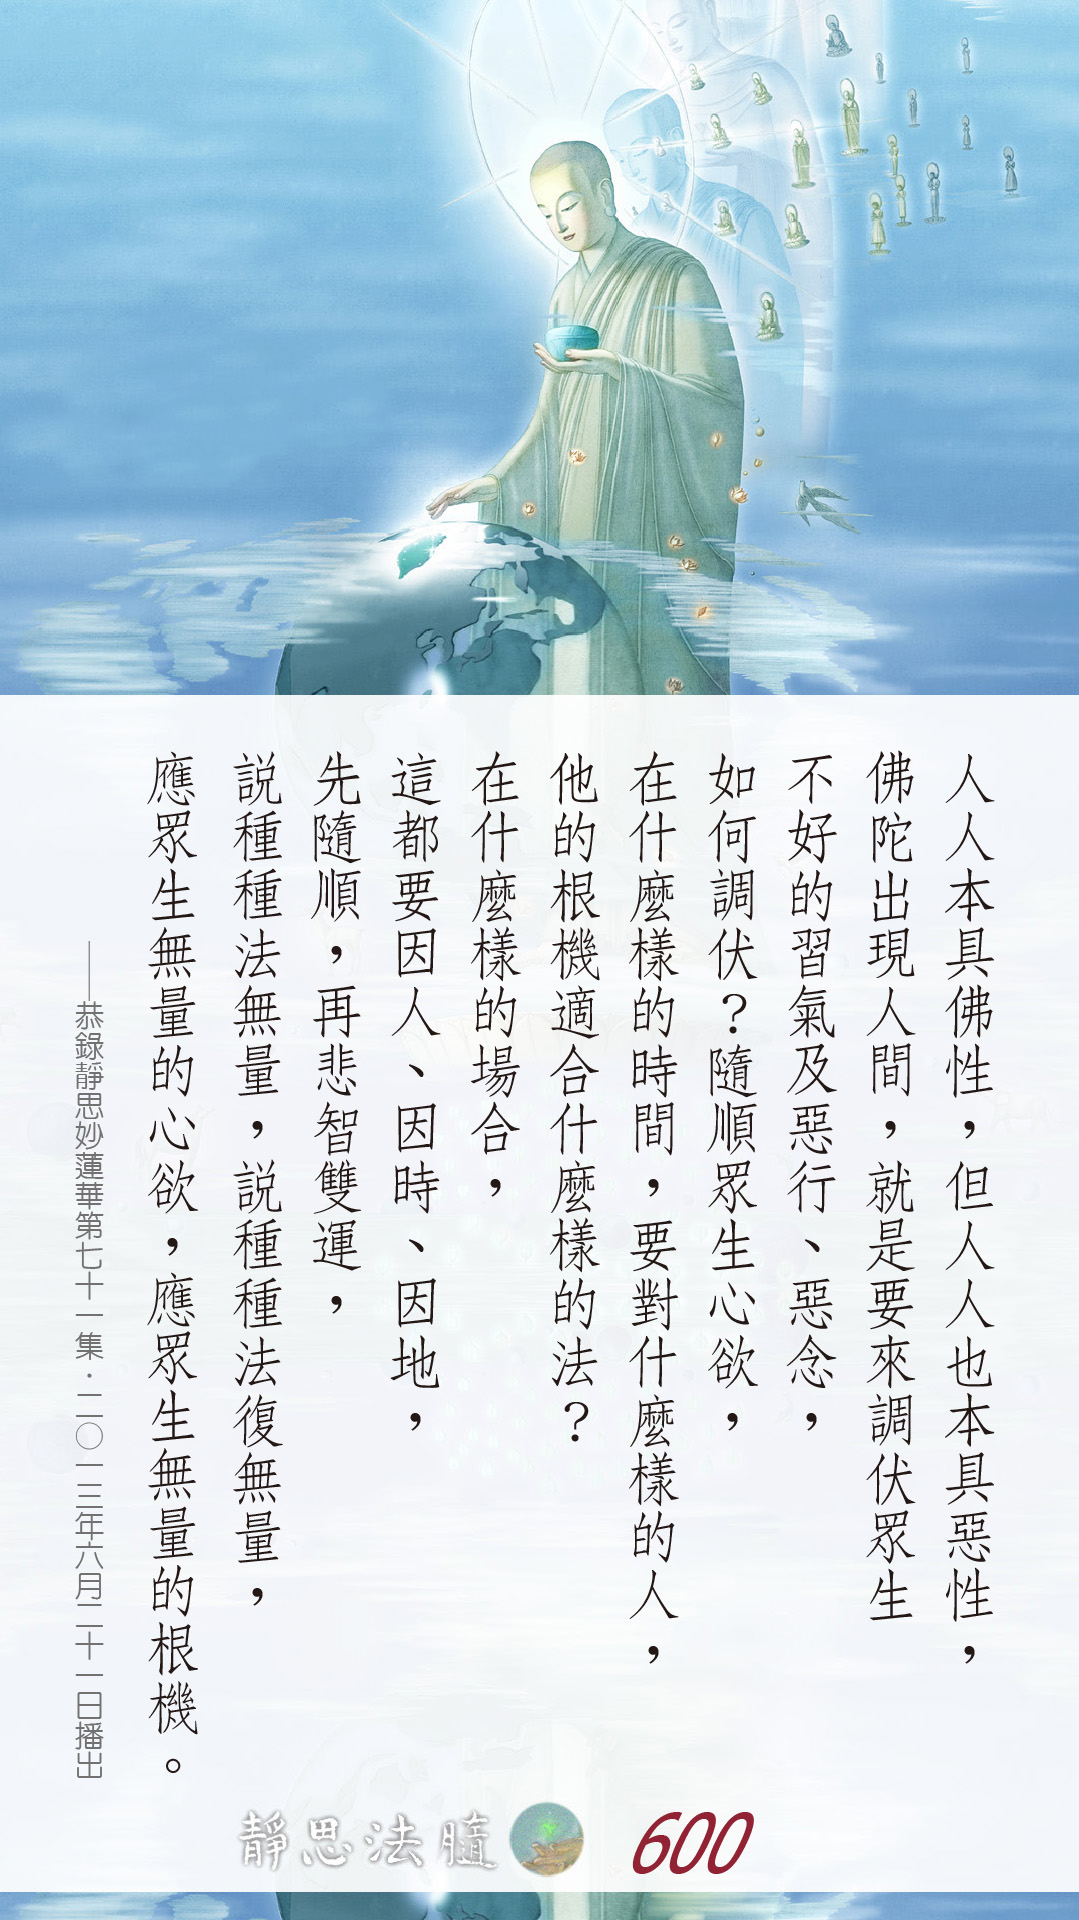 人人本具佛性，但人人也本具惡性，
佛陀出現人間，就是要來調伏眾生
不好的習氣及惡行、惡念，
如何調伏？隨順眾生心欲，
在什麼樣的時間，要對什麼樣的人，
他的根機適合什麼樣的法？
在什麼樣的場合，
這都要因人、因時、因地，
先隨順，再悲智雙運，
説種種法無量，説種種法復無量，
應眾生無量的心欲，應眾生無量的根機。
——恭錄靜思妙蓮華第七十一集．二〇一三年六月二十一日播出
靜思法髓 600